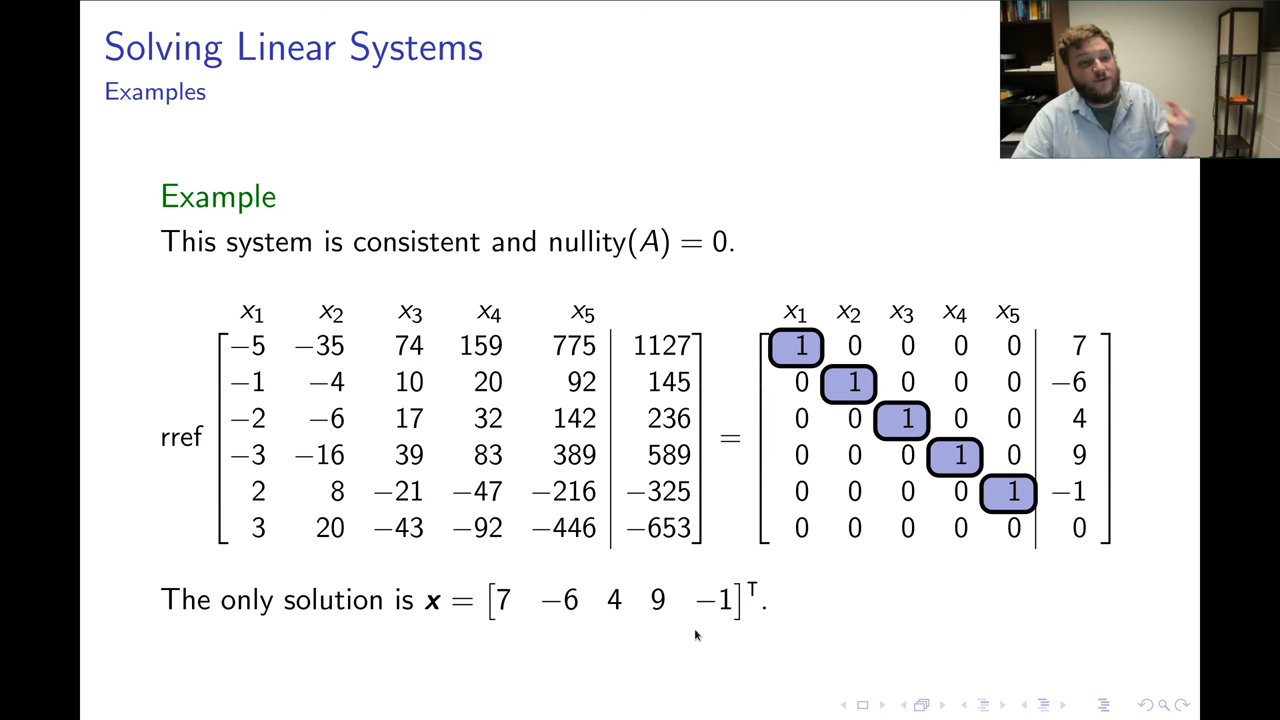 Solving Linear Systems
Examples
Example
This system is consistent and nullity(A) = 0.
x₁ x₂ x₃ x₄ x₅ x₁ x₂ x₃ x₄ x₅
−5 −35 74 159 775 1127 1 0 0 0 0 7
−1 −4 10 20 92 145 0 1 0 0 0 −6
−2 −6 17 32 142 236 0 0 1 0 0 4
rref =
−3 −16 39 83 389 589 0 0 0 1 0 9
2 8 −21 −47 −216 −325 0 0 0 0 1 −1
3 20 −43 −92 −446 −653 0 0 0 0 0 0
The only solution is x = [7 −6 4 9 −1]ᵀ.